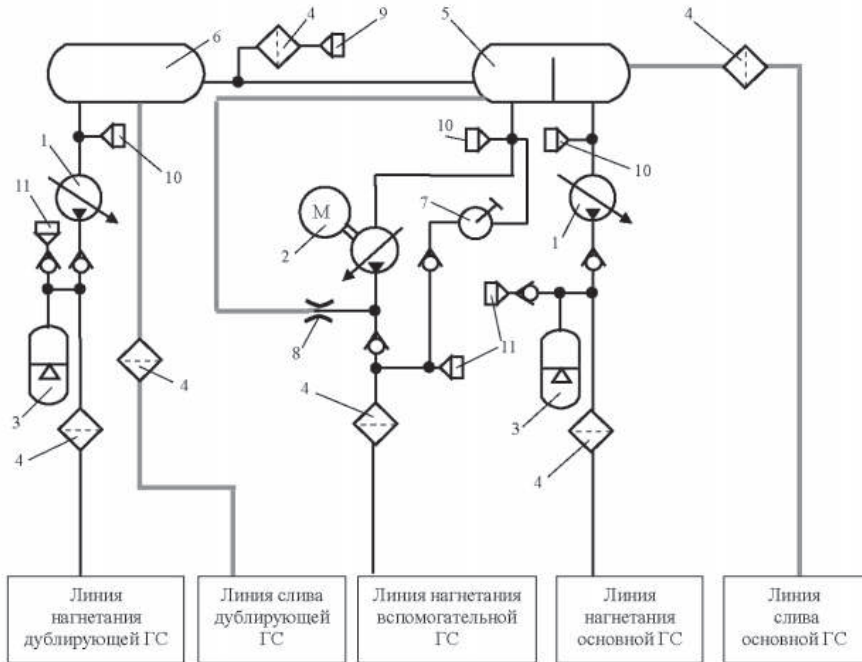 4
9
5
4
6
10
10
1
10
11
7
M
2
1
8
11
11
4
4
3
3
4
4
Линия
нагнетания
дублирующей ГС
Линия слива
дублирующей
ГС
Линия нагнетания
вспомогательной
ГС
Линия
нагнетания
основной ГС
Линия
слива
основной ГС